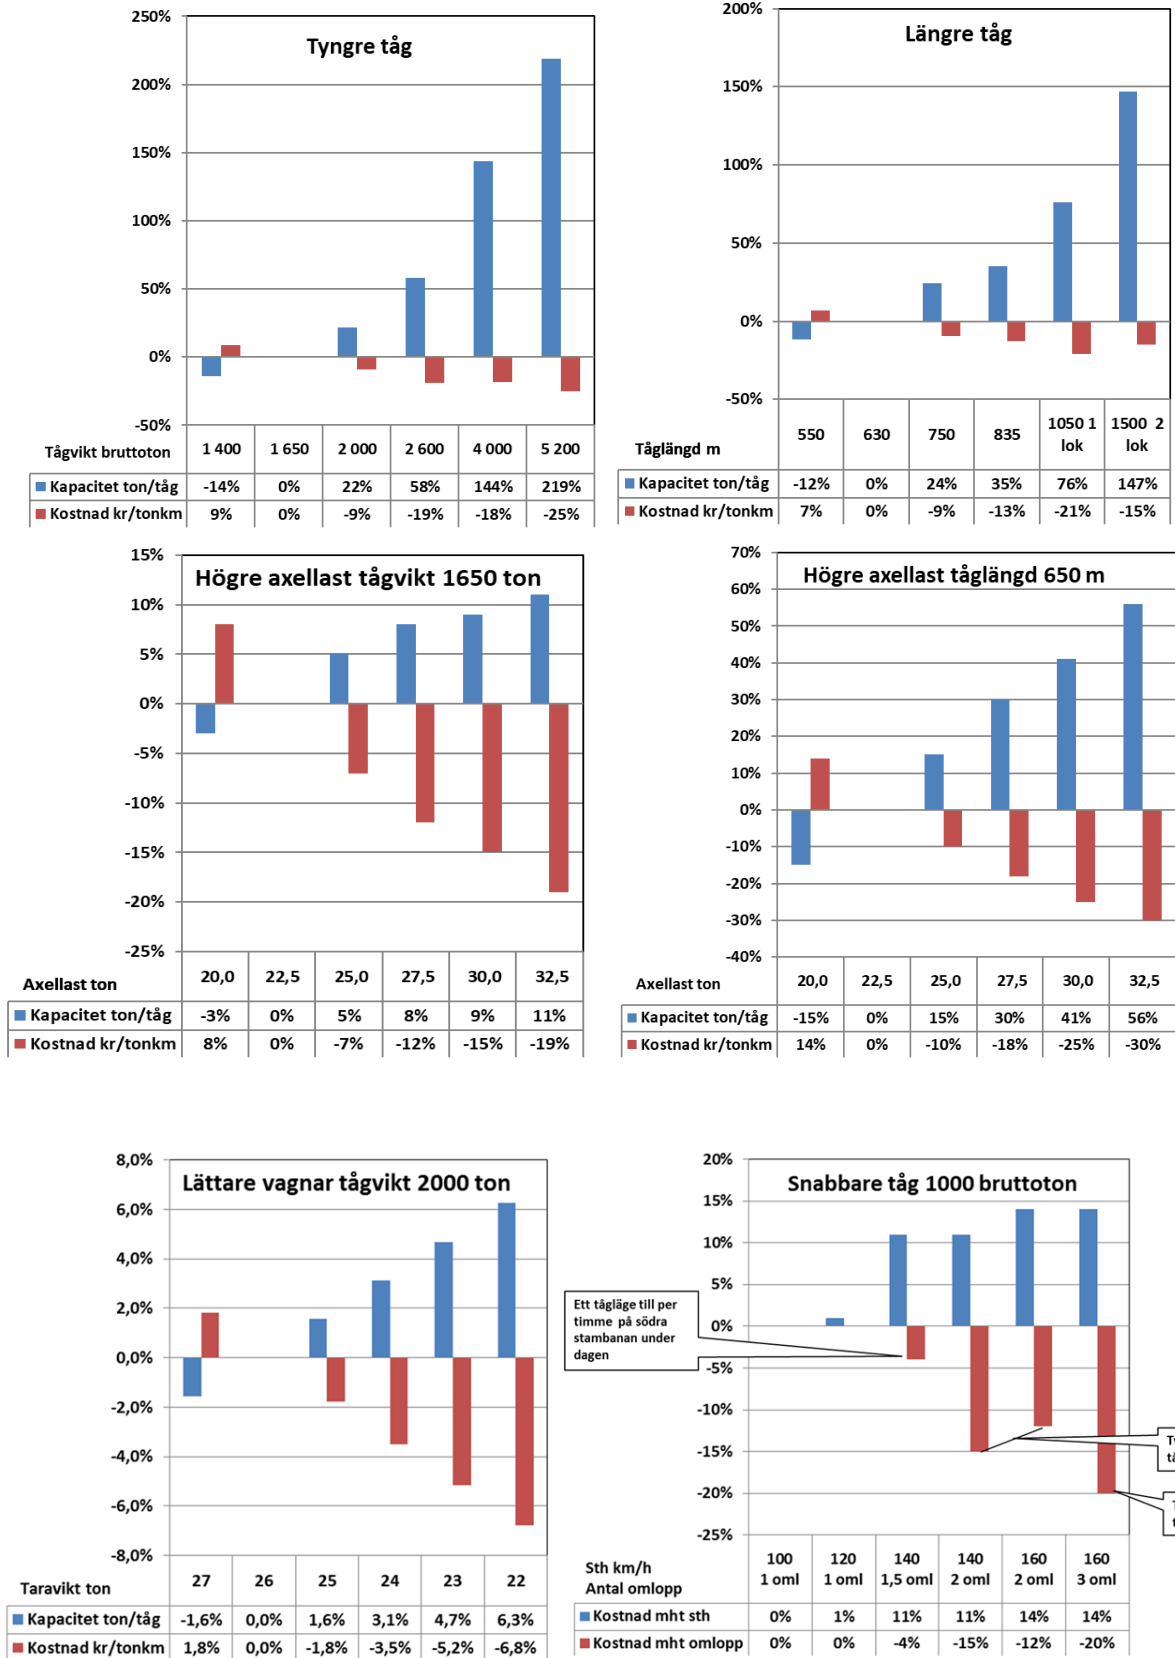 Tyngre tåg
250%
200%
150%
100%
50%
0%
-50%
Tågvikt bruttoton 1 400 1 650 2 000 2 600 4 000 5 200
Kapacitet ton/tåg -14% 0% 22% 58% 144% 219%
Kostnad kr/tonkm 9% 0% -9% -19% -18% -25%
Längre tåg
200%
150%
100%
50%
0%
-50%
Tåglängd m 550 630 750 835 1050 1 lok 1500 2 lok
Kapacitet ton/tåg -12% 0% 24% 35% 76% 147%
Kostnad kr/tonkm 7% 0% -9% -13% -21% -15%
Högre axellast tågvikt 1650 ton
15%
10%
5%
0%
-5%
-10%
-15%
-20%
-25%
Axellast ton 20,0 22,5 25,0 27,5 30,0 32,5
Kapacitet ton/tåg -3% 0% 5% 8% 9% 11%
Kostnad kr/tonkm 8% 0% -7% -12% -15% -19%
Högre axellast tåglängd 650 m
70%
60%
50%
40%
30%
20%
10%
0%
-10%
-20%
-30%
-40%
Axellast ton 20,0 22,5 25,0 27,5 30,0 32,5
Kapacitet ton/tåg -15% 0% 15% 30% 41% 56%
Kostnad kr/tonkm 14% 0% -10% -18% -25% -30%
Lättare vagnar tågvikt 2000 ton
8,0%
6,0%
4,0%
2,0%
0,0%
-2,0%
-4,0%
-6,0%
-8,0%
Taravikt ton 27 26 25 24 23 22
Kapacitet ton/tåg -1,6% 0,0% 1,6% 3,1% 4,7% 6,3%
Kostnad kr/tonkm 1,8% 0,0% -1,8% -3,5% -5,2% -6,8%
Snabbare tåg 1000 bruttoton
20%
15%
10%
5%
0%
-5%
-10%
-15%
-20%
-25%
Ett tågläge till per
timme på södra
stambanan under
dagen
Sth km/h 100 120 140 140 160 160
Antal omlopp 1 oml 1 oml 1,5 oml 2 oml 2 oml 3 oml
Kostnad mht sth 0% 1% 11% 11% 14% 14%
Kostnad mht omlopp 0% 0% -4% -15% -12% -20%